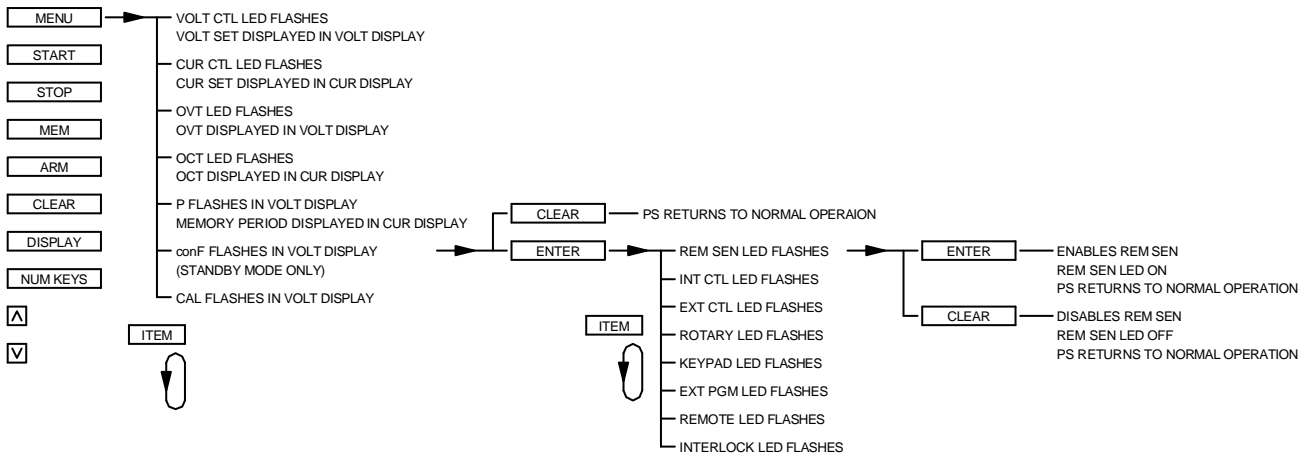 MENU
START
STOP
MEM
ARM
CLEAR
DISPLAY
NUM KEYS
VOLT CTL LED FLASHES
VOLT SET DISPLAYED IN VOLT DISPLAY
CUR CTL LED FLASHES
CUR SET DISPLAYED IN CUR DISPLAY
OVT LED FLASHES
OVT DISPLAYED IN VOLT DISPLAY
OCT LED FLASHES
OCT DISPLAYED IN CUR DISPLAY
P FLASHES IN VOLT DISPLAY
MEMORY PERIOD DISPLAYED IN CUR DISPLAY
conF FLASHES IN VOLT DISPLAY
(STANDBY MODE ONLY)
CAL FLASHES IN VOLT DISPLAY
ITEM
CLEAR
PS RETURNS TO NORMAL OPERAION
ENTER
REM SEN LED FLASHES
INT CTL LED FLASHES
EXT CTL LED FLASHES
ROTARY LED FLASHES
KEYPAD LED FLASHES
EXT PGM LED FLASHES
REMOTE LED FLASHES
INTERLOCK LED FLASHES
ITEM
ENTER
ENABLES REM SEN
REM SEN LED ON
PS RETURNS TO NORMAL OPERATION
CLEAR
DISABLES REM SEN
REM SEN LED OFF
PS RETURNS TO NORMAL OPERATION